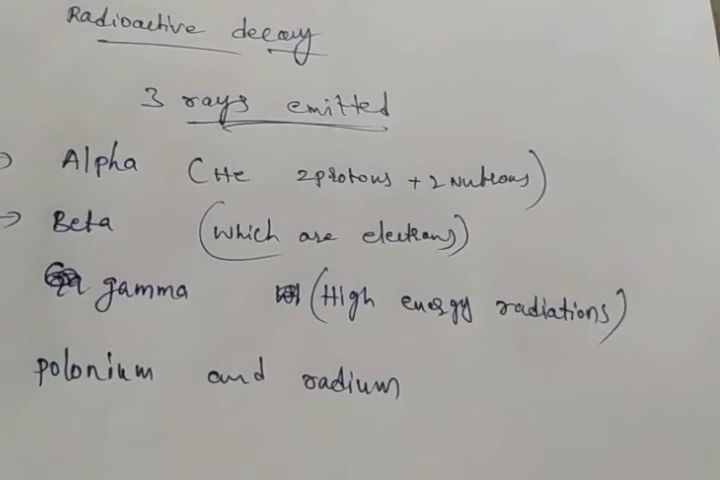 Radioactive decay
3 rays emitted
Alpha (He 2protons + 2 Nutrons)
→ Beta (which are electrons)
gamma (High energy radiations)
polonium and radium